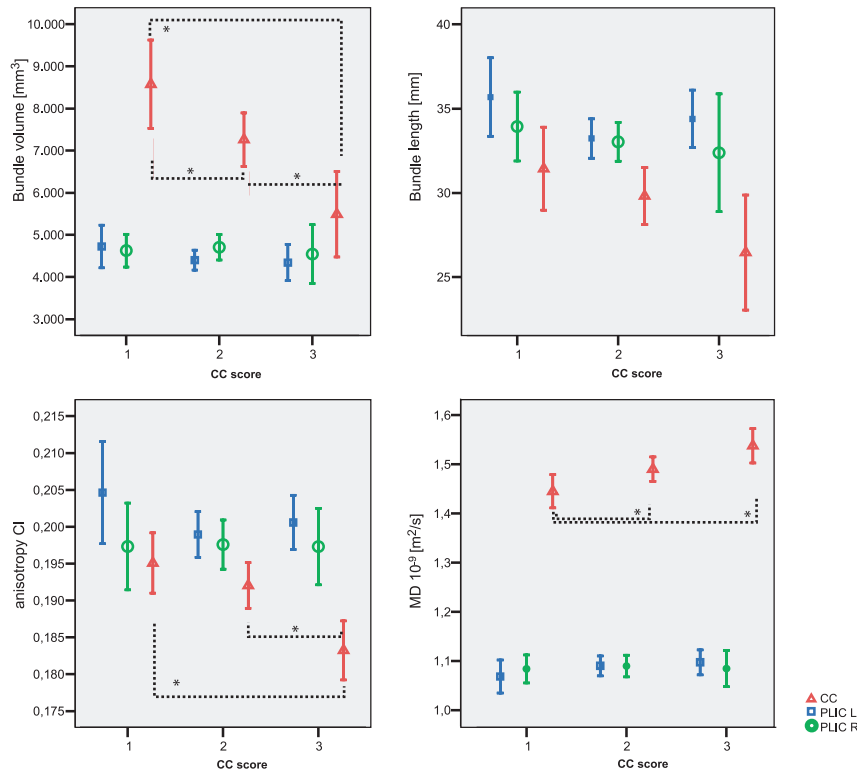 Bundle volume [mm³]
10.000
9.000
8.000
7.000
6.000
5.000
4.000
3.000
*
*
*
1 2 3
CC score
Bundle length [mm]
40
35
30
25
1 2 3
CC score
anisotropy CI
0,215
0,210
0,205
0,200
0,195
0,190
0,185
0,180
0,175
*
*
1 2 3
CC score
MD 10⁻⁹ [m²/s]
1,6
1,5
1,4
1,3
1,2
1,1
1,0
*
*
1 2 3
CC score
CC
PLIC L
PLIC R